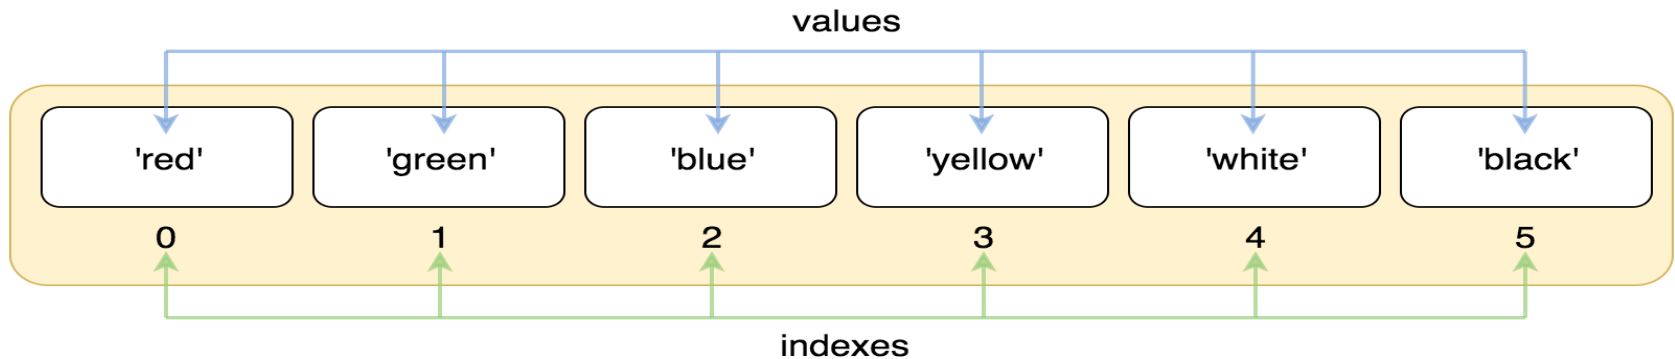 values
'red' 'green' 'blue' 'yellow' 'white' 'black'
0 1 2 3 4 5
indexes